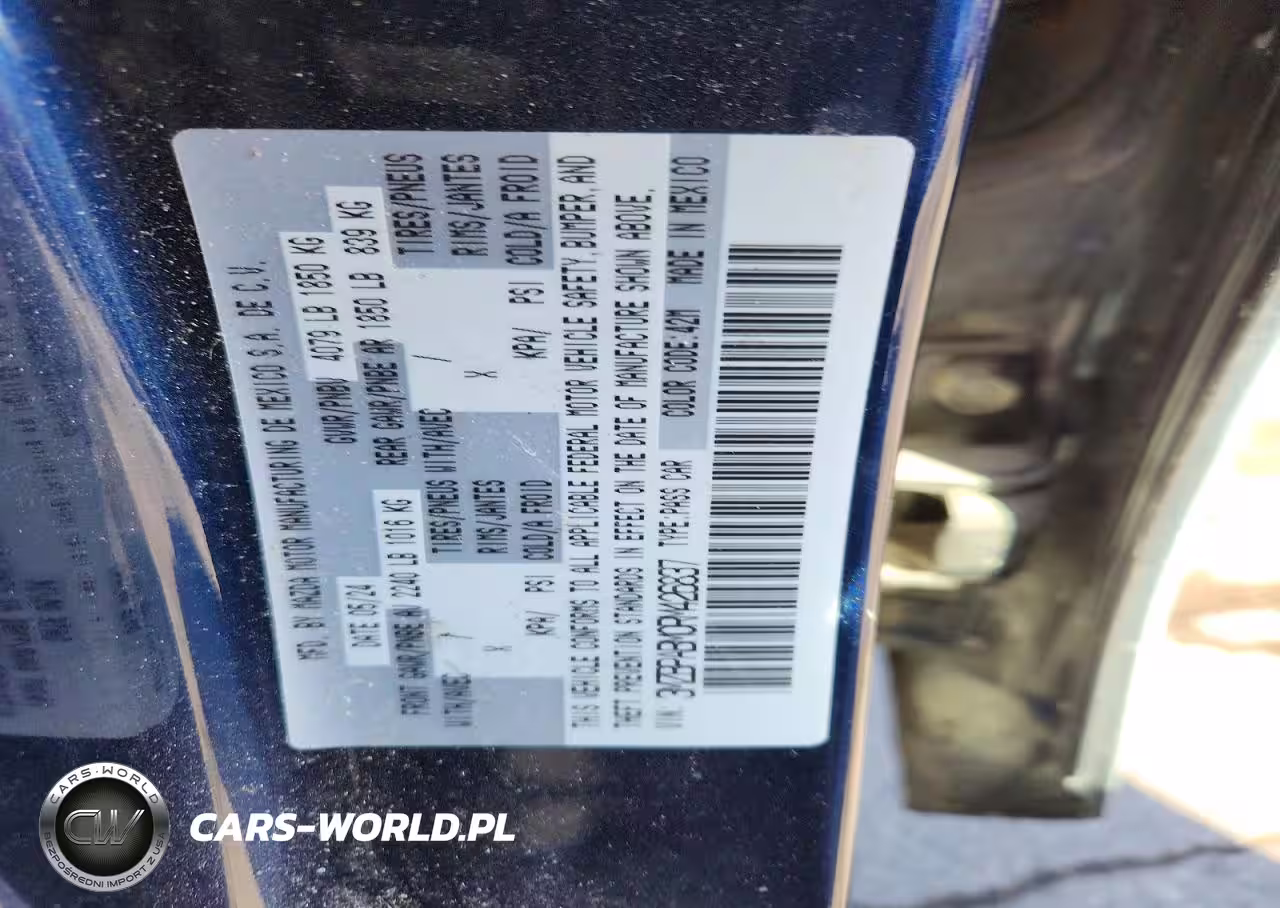 MFD. BY MAZDA MOTOR MANUFACTURING DE MEXICO S.A. DE C.V.
DATE 05/24
GVWR/PNBV 4079 LB 1850 KG
FRONT GAWR/PNBE AV 2240 LB 1016 KG
REAR GAWR/PNBE AR 1850 LB 839 KG
WITH/AVEC TIRES/PNEUS WITH/AVEC TIRES/PNEUS
X RIMS/JANTES X RIMS/JANTES
KPA/ PSI COLD/A FROID KPA/ PSI COLD/A FROID
THIS VEHICLE CONFORMS TO ALL APPLICABLE FEDERAL MOTOR VEHICLE SAFETY, BUMPER, AND
THEFT PREVENTION STANDARDS IN EFFECT ON THE DATE OF MANUFACTURE SHOWN ABOVE.
VIN: TYPE PASS CAR COLOR CODE:42M MADE IN MEXICO
CARS-WORLD
CW
BEZPOŚREDNI IMPORT Z USA
CARS-WORLD.PL